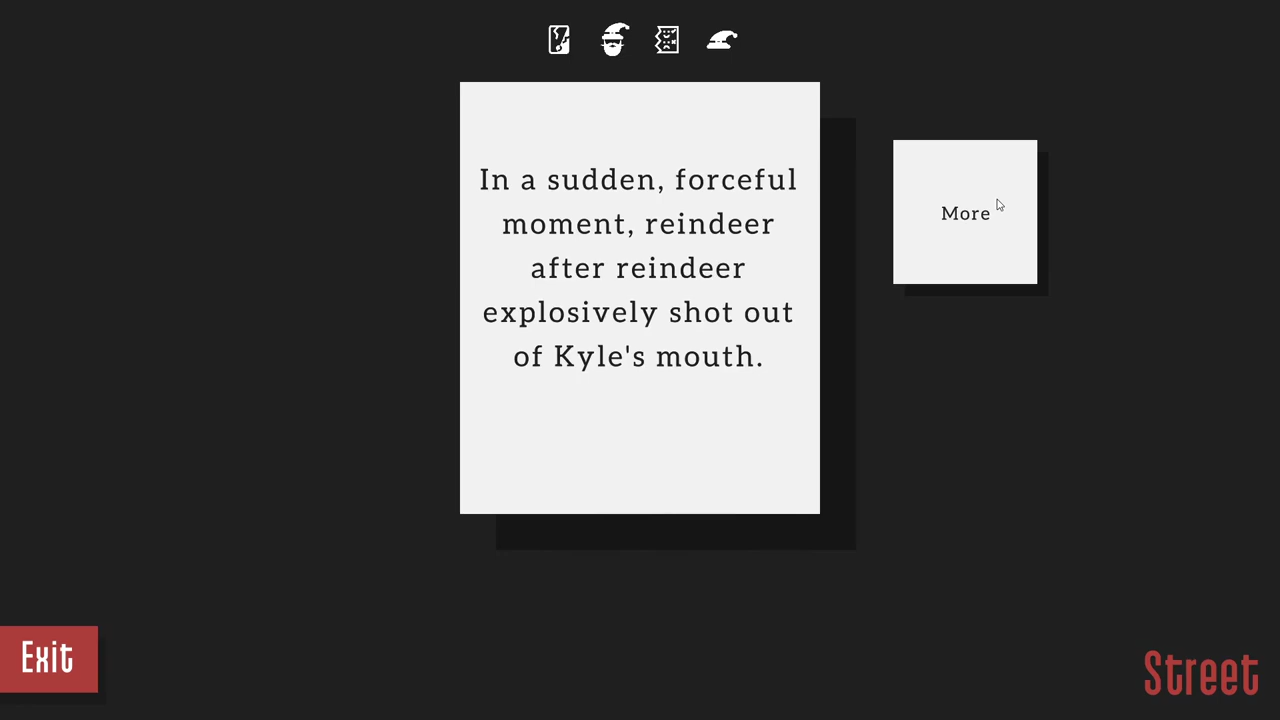 In a sudden, forceful
moment, reindeer
after reindeer
explosively shot out
of Kyle's mouth.
More
Exit
Street